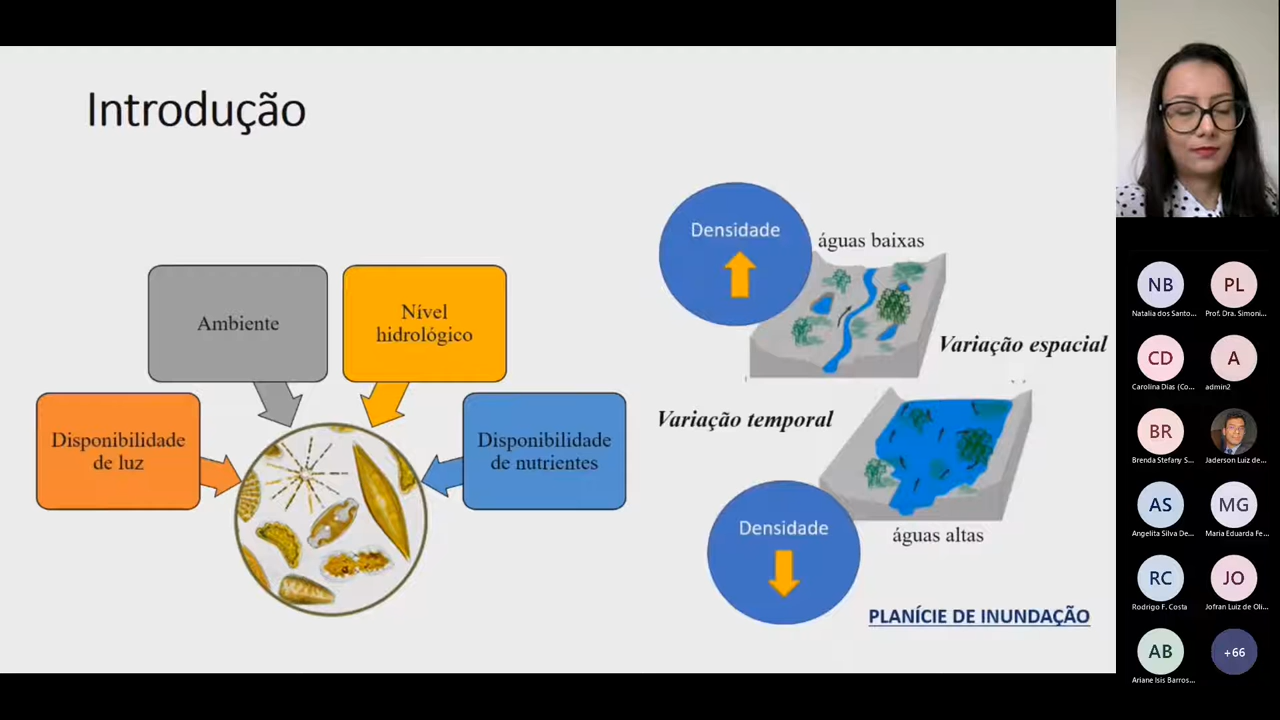 Introdução
Ambiente
Nível
hidrológico
Disponibilidade
de luz
Disponibilidade
de nutrientes
Densidade
águas baixas
Variação espacial
Variação temporal
Densidade
águas altas
PLANÍCIE DE INUNDAÇÃO
NB
Natalia dos Santo...
PL
Prof. Dra. Simoni...
CD
Carolina Dias (Co...
A
admin2
BR
Brenda Stefany S...
Jaderson Luiz de...
AS
Angelita Silva De...
MG
Maria Eduarda Fe...
RC
Rodrigo F. Costa
JO
Jofran Luiz de Oli...
AB
Ariane Isis Barros...
+66